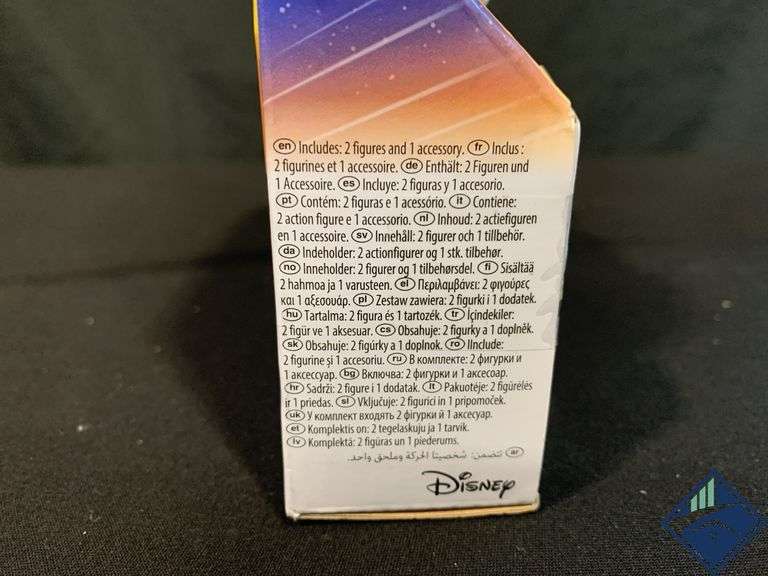 en Includes: 2 figures and 1 accessory. fr Inclus :
2 figurines et 1 accessoire. de Enthält: 2 Figuren und
1 Accessoire. es Incluye: 2 figuras y 1 accesorio.
pt Contém: 2 figuras e 1 acessório. it Contiene:
2 action figure e 1 accessorio. nl Inhoud: 2 actiefiguren
en 1 accessoire. sv Innehåll: 2 figurer och 1 tillbehör.
da Indeholder: 2 actionfigurer og 1 stk. tilbehør.
no Inneholder: 2 figurer og 1 tilbehørsdel. fi Sisältää
2 hahmoa ja 1 varusteen. el Περιλαμβάνει: 2 φιγούρες
και 1 αξεσουάρ. pl Zestaw zawiera: 2 figurki i 1 dodatek.
hu Tartalma: 2 figura és 1 tartozék. tr İçindekiler:
2 figür ve 1 aksesuar. cs Obsahuje: 2 figurky a 1 doplněk.
sk Obsahuje: 2 figúrky a 1 doplnok. ro IInclude:
2 figurine și 1 accesoriu. ru В комплекте: 2 фигурки и
1 аксессуар. bg Включва: 2 фигурки и 1 аксесоар.
hr Sadrži: 2 figure i 1 dodatak. lt Pakuotėje: 2 figūrėlės
ir 1 priedas. sl Vključuje: 2 figurici in 1 pripomoček.
uk У комплект входять 2 фігурки й 1 аксесуар.
et Komplektis on: 2 tegelaskuju ja 1 tarvik.
lv Komplektā: 2 figūras un 1 piederums.
ar تتضمن: شخصيتا الحركة وملحق واحد.
Disney